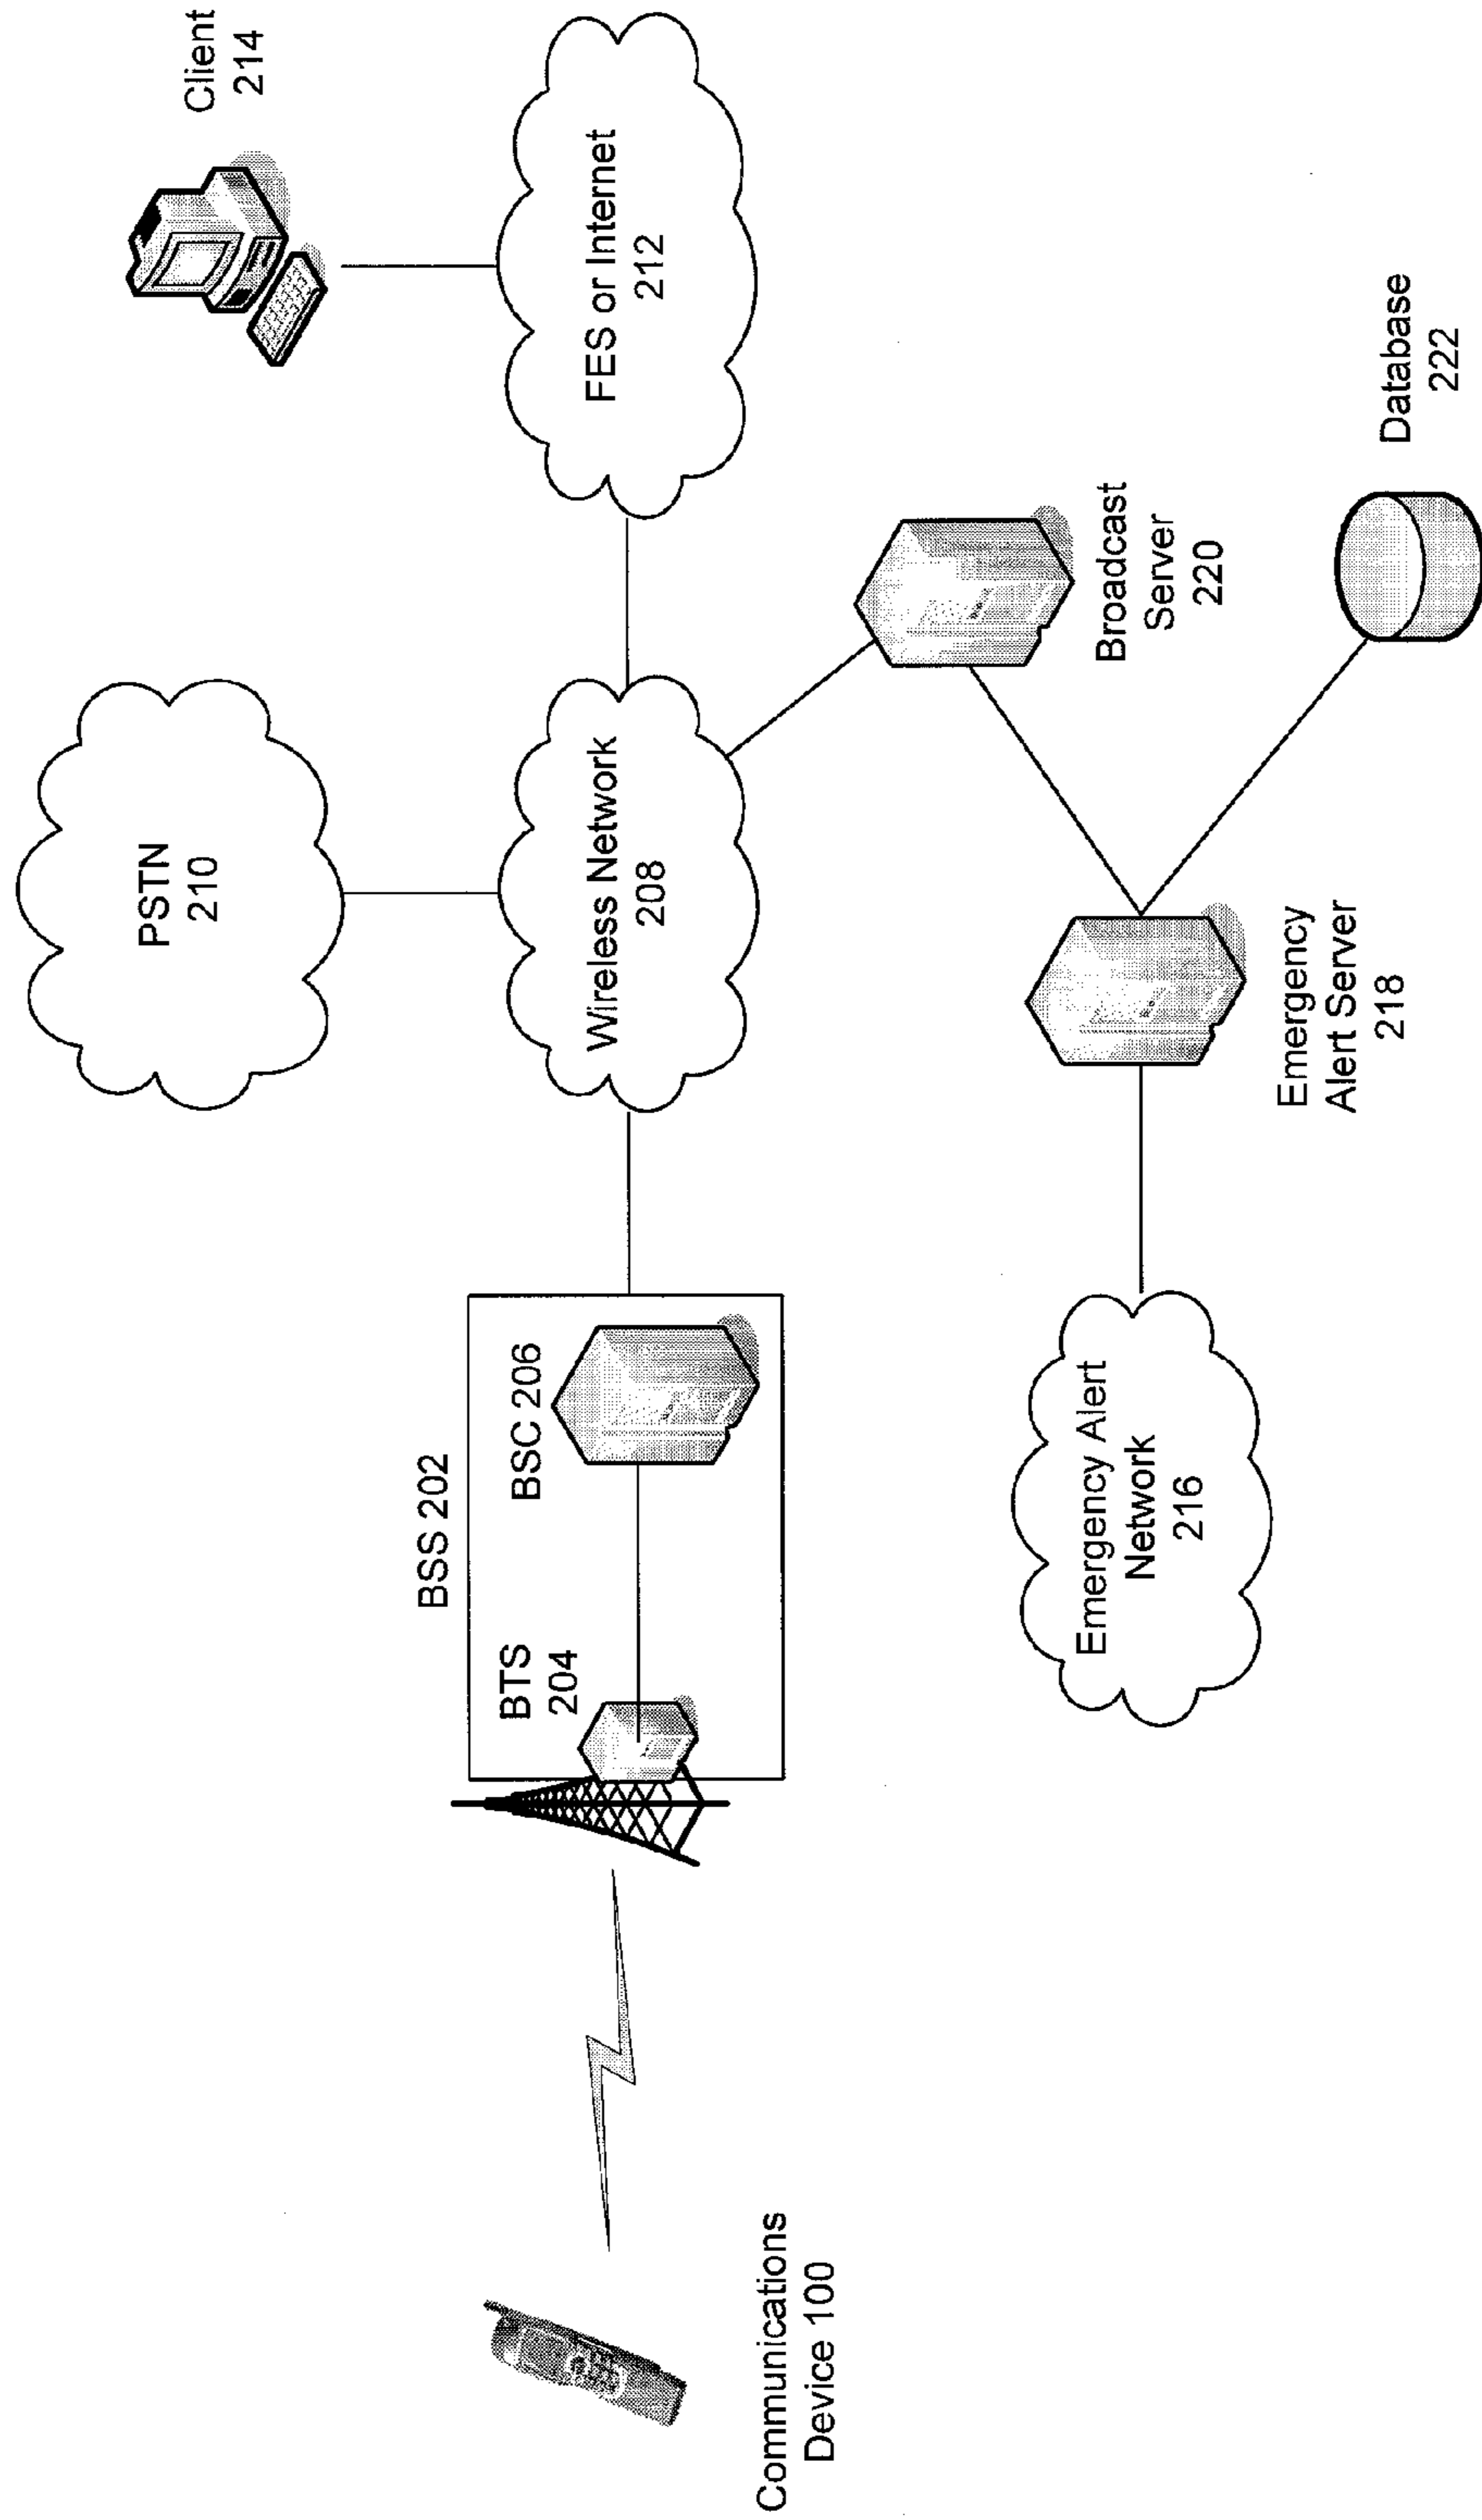 Client
214
PSTN
210
FES or Internet
212
Wireless Network
208
BSS 202
BTS
204
BSC 206
Communications
Device 100
Broadcast
Server
220
Emergency Alert
Network
216
Emergency
Alert Server
218
Database
222